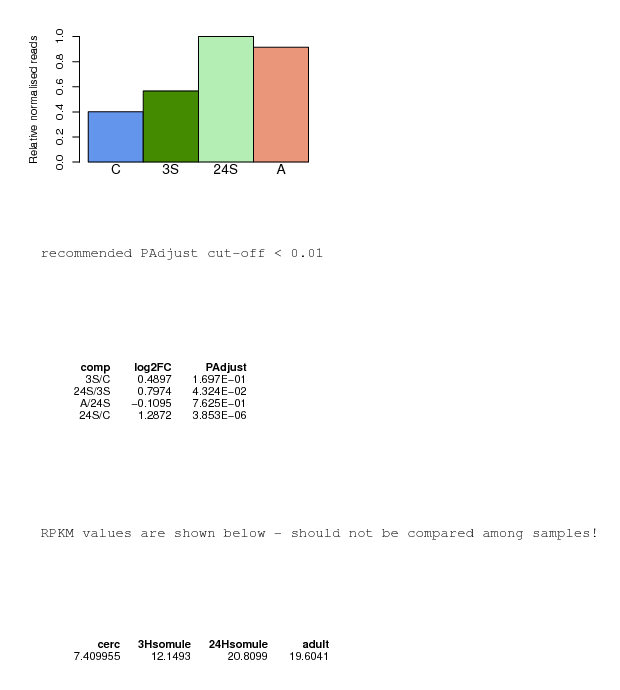 Relative normalised reads
1.0
0.8
0.6
0.4
0.2
0.0
C 3S 24S A
recommended PAdjust cut-off < 0.01
comp log2FC PAdjust
3S/C 0.4897 1.697E−01
24S/3S 0.7974 4.324E−02
A/24S −0.1095 7.625E−01
24S/C 1.2872 3.853E−06
RPKM values are shown below - should not be compared among samples!
cerc 3Hsomule 24Hsomule adult
7.409955 12.1493 20.8099 19.6041